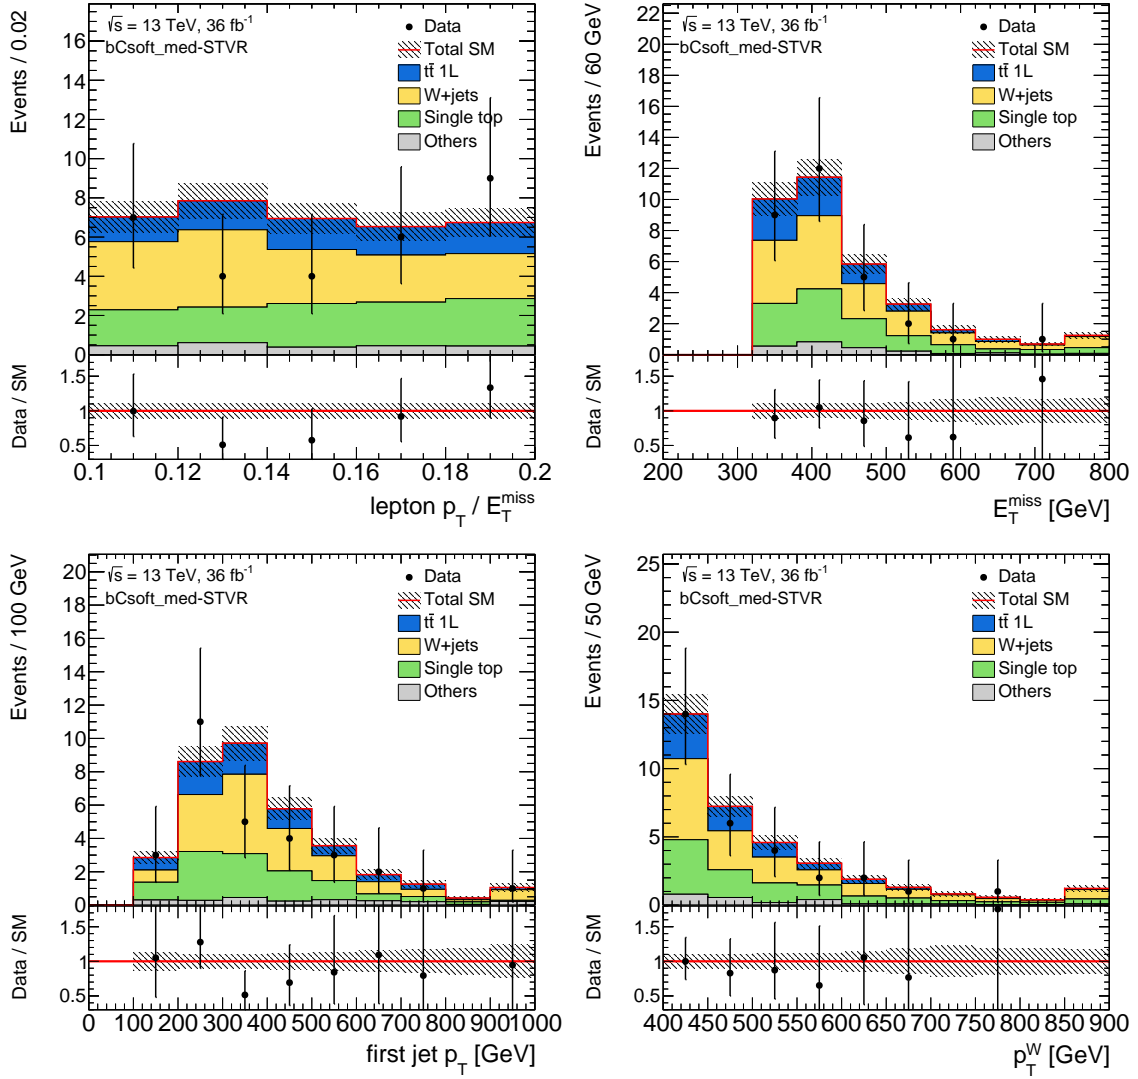 Events / 0.02
√s = 13 TeV, 36 fb⁻¹
bCsoft_med-STVR
Data
Total SM
tt̄ 1L
W+jets
Single top
Others
16
14
12
10
8
6
4
2
0
Data / SM
1.5
1
0.5
0.1 0.12 0.14 0.16 0.18 0.2
lepton p_T / E_T^miss
Events / 60 GeV
√s = 13 TeV, 36 fb⁻¹
bCsoft_med-STVR
Data
Total SM
tt̄ 1L
W+jets
Single top
Others
22
20
18
16
14
12
10
8
6
4
2
0
Data / SM
1.5
1
0.5
200 300 400 500 600 700 800
E_T^miss [GeV]
Events / 100 GeV
√s = 13 TeV, 36 fb⁻¹
bCsoft_med-STVR
Data
Total SM
tt̄ 1L
W+jets
Single top
Others
20
18
16
14
12
10
8
6
4
2
0
Data / SM
1.5
1
0.5
0 100 200 300 400 500 600 700 800 900 1000
first jet p_T [GeV]
Events / 50 GeV
√s = 13 TeV, 36 fb⁻¹
bCsoft_med-STVR
Data
Total SM
tt̄ 1L
W+jets
Single top
Others
25
20
15
10
5
0
Data / SM
1.5
1
0.5
400 450 500 550 600 650 700 750 800 850 900
p_T^W [GeV]